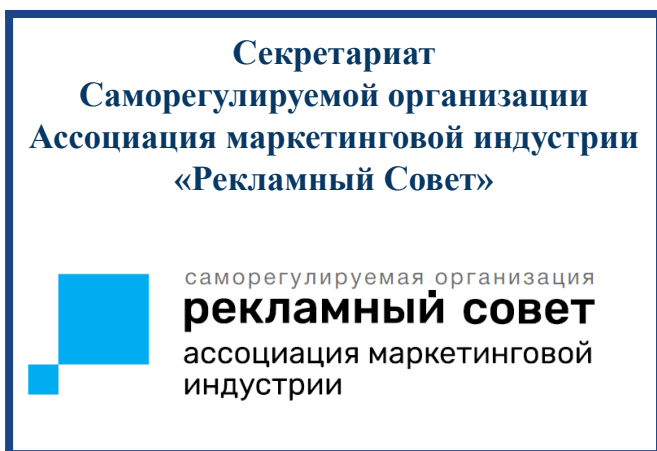 Секретариат
Саморегулируемой организации
Ассоциация маркетинговой индустрии
«Рекламный Совет»
саморегулируемая организация
рекламный совет
ассоциация маркетинговой
индустрии